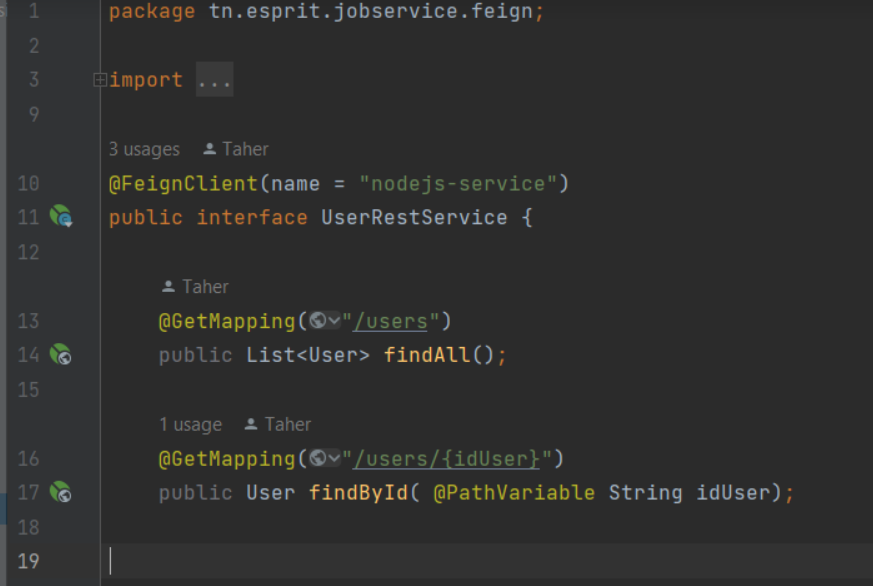 1 package tn.esprit.jobservice.feign;
2
3 import ...
9
3 usages Taher
10 @FeignClient(name = "nodejs-service")
11 public interface UserRestService {
12
Taher
13 @GetMapping("/users")
14 public List<User> findAll();
15
1 usage Taher
16 @GetMapping("/users/{idUser}")
17 public User findById( @PathVariable String idUser);
18
19